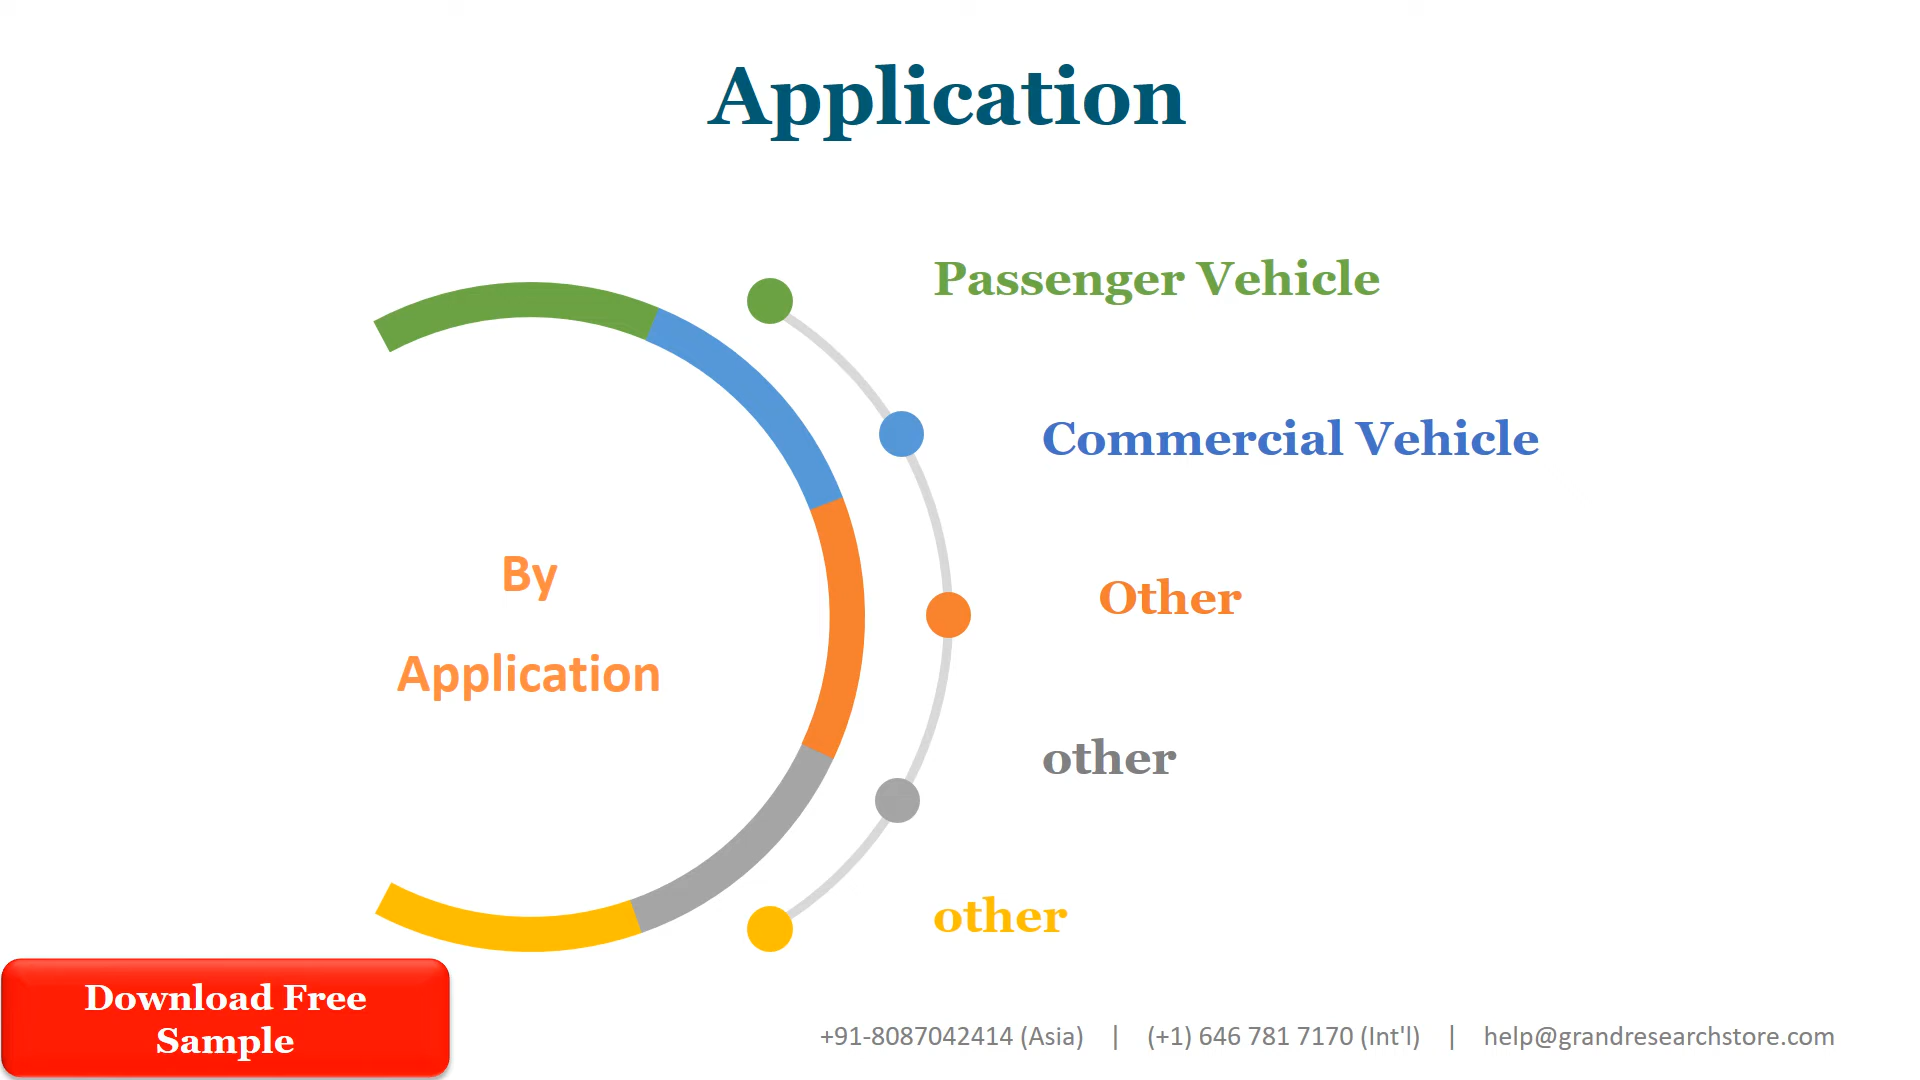 Application
Passenger Vehicle
Commercial Vehicle
By
Application
Other
other
other
Download Free
Sample
+91-8087042414 (Asia) | (+1) 646 781 7170 (Int'l) | help@grandresearchstore.com